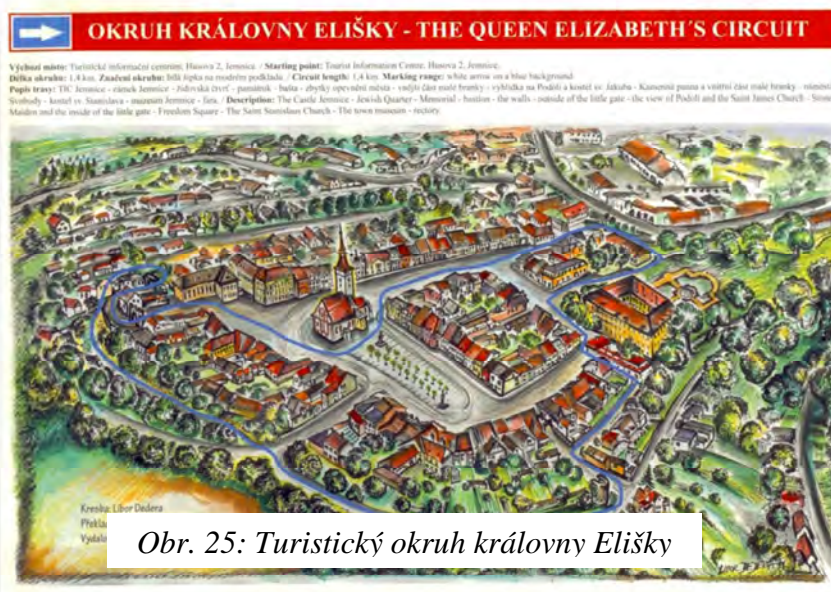 OKRUH KRÁLOVNY ELIŠKY - THE QUEEN ELIZABETH´S CIRCUIT
Výchozí místo: Turistické informační centrum, Husova 2, Jemnice. / Starting point: Tourist Information Centre, Husova 2, Jemnice.
Délka okruhu: 1,4 km. Značení okruhu: bílá šipka na modrém podkladu. / Circuit length: 1,4 km. Marking range: white arrow on a blue background.
Popis trasy: TIC Jemnice - zámek Jemnice - židovská čtvrť - památník - bašta - zbytky opevnění města - vnější část malé branky - vyhlídka na Podolí a kostel sv. Jakuba - Kamenná panna a vnitřní část malé branky - náměstí
Svobody - kostel sv. Stanislava - muzeum Jemnice - fara. / Description: The Castle Jemnice - Jewish Quarter - Memorial - bastion - the walls - outside of the little gate - the view of Podolí and the Saint James Church - Stone
Maiden and the inside of the little gate - Freedom Square - The Saint Stanislaus Church - The town museum - rectory.
Kresba: Libor Dedera
Obr. 25: Turistický okruh královny Elišky